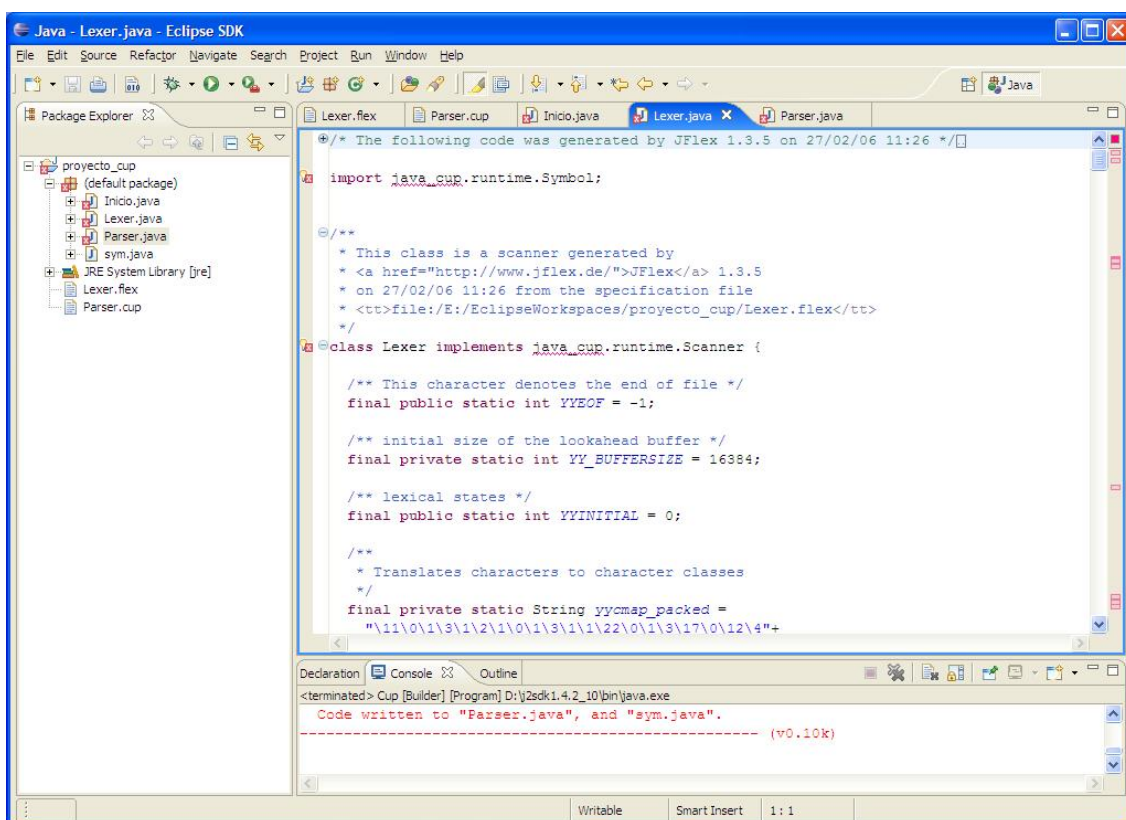 Java - Lexer.java - Eclipse SDK
File Edit Source Refactor Navigate Search Project Run Window Help
Java
Package Explorer
Lexer.flex Parser.cup Inicio.java Lexer.java Parser.java
proyecto_cup
(default package)
Inicio.java
Lexer.java
Parser.java
sym.java
JRE System Library [jre]
Lexer.flex
Parser.cup
/* The following code was generated by JFlex 1.3.5 on 27/02/06 11:26 */
import java_cup.runtime.Symbol;
/**
* This class is a scanner generated by
* <a href="http://www.jflex.de/">JFlex</a> 1.3.5
* on 27/02/06 11:26 from the specification file
* <tt>file:/E:/EclipseWorkspaces/proyecto_cup/Lexer.flex</tt>
*/
class Lexer implements java_cup.runtime.Scanner {
/** This character denotes the end of file */
final public static int YYEOF = -1;
/** initial size of the lookahead buffer */
final private static int YY_BUFFERSIZE = 16384;
/** lexical states */
final public static int YYINITIAL = 0;
/**
* Translates characters to character classes
*/
final private static String yycmap_packed =
"\11\0\1\3\1\2\1\0\1\3\1\1\22\0\1\3\17\0\12\4"+
Declaration Console Outline
<terminated> Cup [Builder] [Program] D:\j2sdk1.4.2_10\bin\java.exe
Code written to "Parser.java", and "sym.java".
---------------------------------------------------- (v0.10k)
Writable Smart Insert 1 : 1